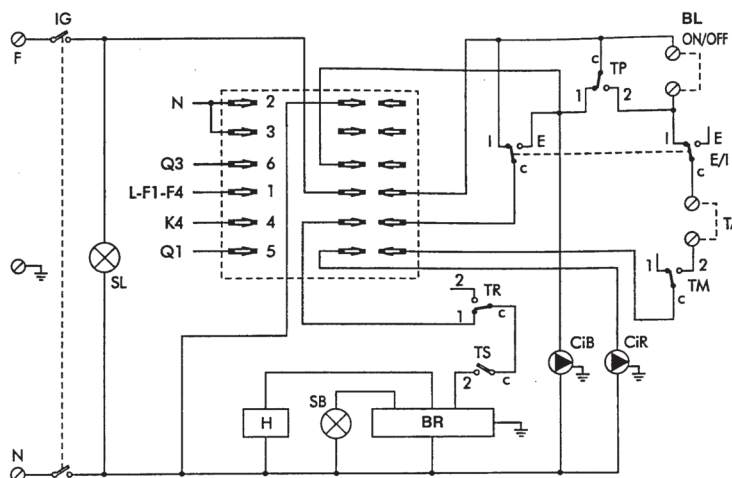 IG
BL
ON/OFF
F
c TP
1 2
N 2
3
I E
I E
Q3 6
E/I
c
c
L-F1-F4 1
K4 4
Q1 5
SL
1 2
TM
c
2
TR
1 c
TS
2 c
CiB
CiR
SB
H
BR
N